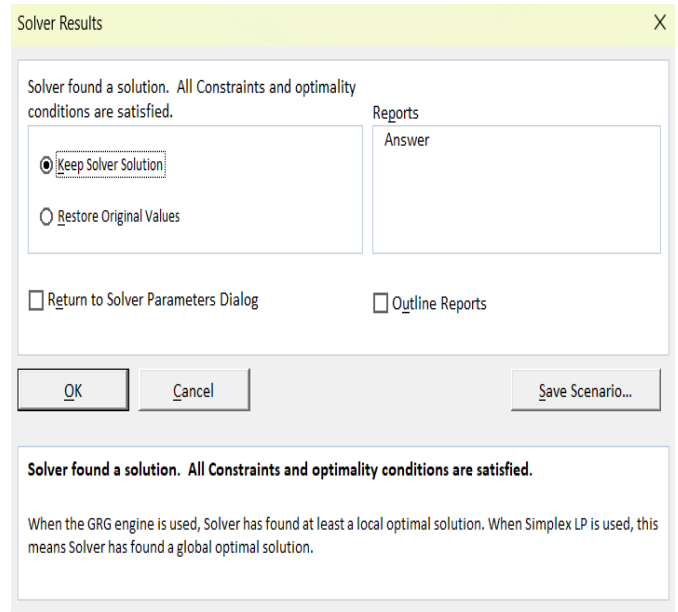 Solver Results
X
Solver found a solution.  All Constraints and optimality
conditions are satisfied.
Reports
Answer
Keep Solver Solution
Restore Original Values
Return to Solver Parameters Dialog
Outline Reports
OK
Cancel
Save Scenario...
Solver found a solution.  All Constraints and optimality conditions are satisfied.
When the GRG engine is used, Solver has found at least a local optimal solution. When Simplex LP is used, this
means Solver has found a global optimal solution.